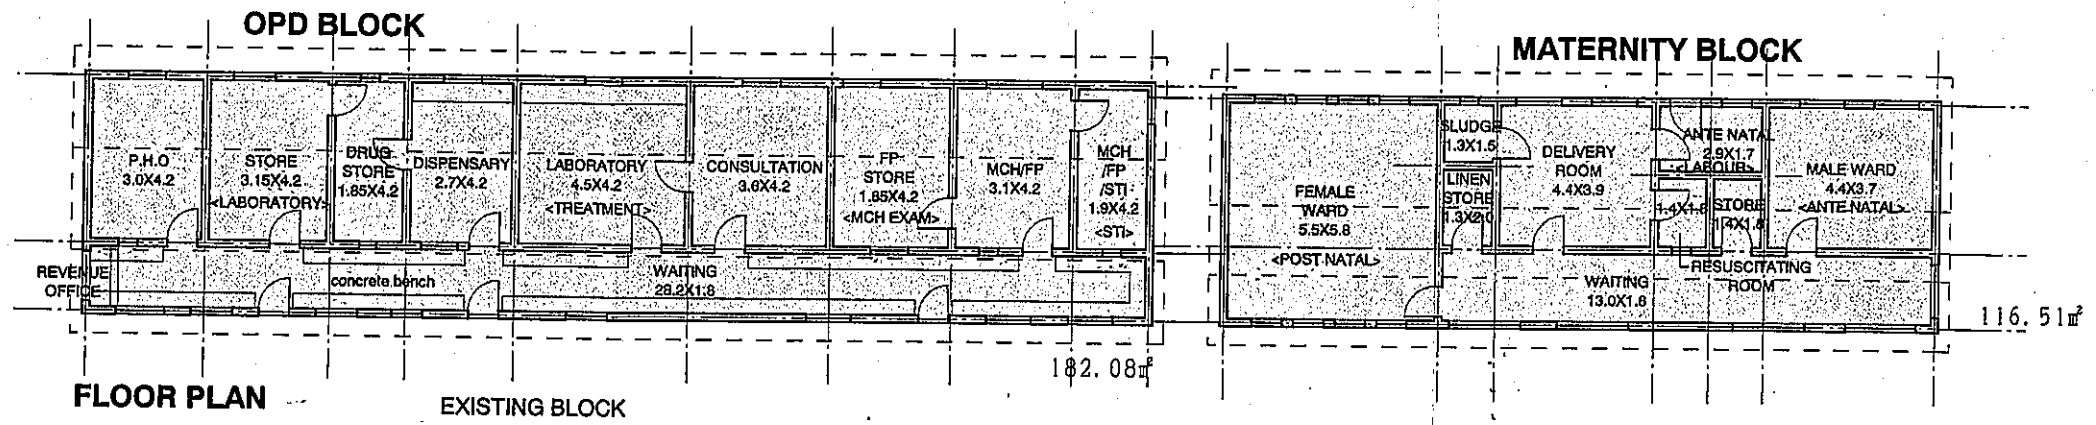 OPD BLOCK
MATERNITY BLOCK
P.H.O
3.0X4.2
STORE
3.15X4.2
<LABORATORY>
DRUG
STORE
1.85X4.2
DISPENSARY
2.7X4.2
LABORATORY
4.5X4.2
<TREATMENT>
CONSULTATION
3.6X4.2
FP
STORE
1.85X4.2
<MCH EXAM>
MCH/FP
3.1X4.2
MCH
/FP
/STI
1.9X4.2
<STI>
REVENUE
OFFICE
concrete bench
WAITING
28.2X1.8
182.08㎡
FEMALE
WARD
5.5X5.8
<POST NATAL>
SLUDGE
1.3X1.5
LINEN
STORE
1.3X2.0
DELIVERY
ROOM
4.4X3.9
ANTE NATAL
2.9X1.7
<LABOUR>
1.4X1.8
STORE
1.4X1.8
MALE WARD
4.4X3.7
<ANTE NATAL>
RESUSCITATING
ROOM
WAITING
13.0X1.6
116.51㎡
FLOOR PLAN
EXISTING BLOCK